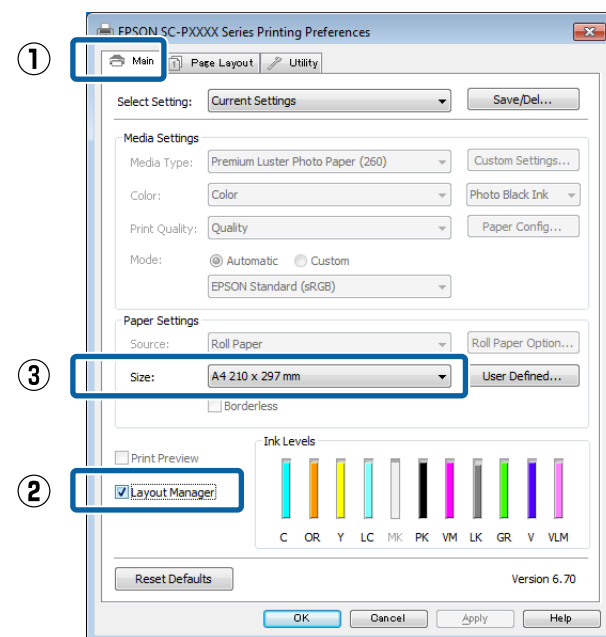 EPSON SC-PXXXX Series Printing Preferences
① Main Page Layout Utility
Select Setting: Current Settings Save/Del...
Media Settings
Media Type: Premium Luster Photo Paper (260) Custom Settings...
Color: Color Photo Black Ink
Print Quality: Quality Paper Config...
Mode: Automatic Custom
EPSON Standard (sRGB)
Paper Settings
Source: Roll Paper Roll Paper Option...
③ Size: A4 210 x 297 mm User Defined...
Borderless
Ink Levels
Print Preview
② Layout Manager
C OR Y LC MK PK VM LK GR V VLM
Reset Defaults Version 6.70
OK Cancel Apply Help